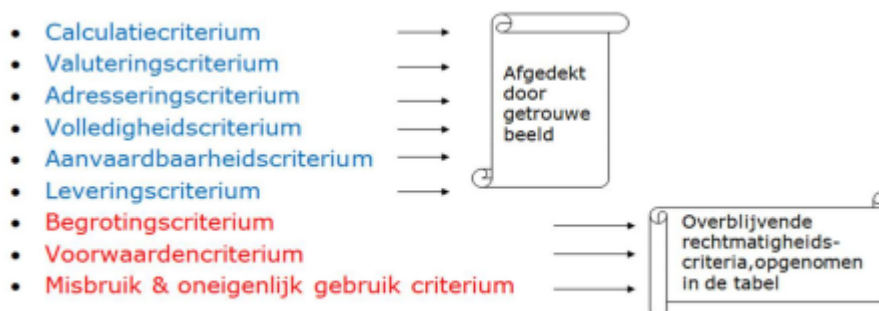 • Calculatiecriterium
• Valuteringscriterium
• Adresseringscriterium
• Volledigheidscriterium
• Aanvaardbaarheidscriterium
• Leveringscriterium
Afgedekt
door
getrouwe
beeld
• Begrotingscriterium
• Voorwaardencriterium
• Misbruik & oneigenlijk gebruik criterium
Overblijvende
rechtmatigheids-
criteria,opgenomen
in de tabel